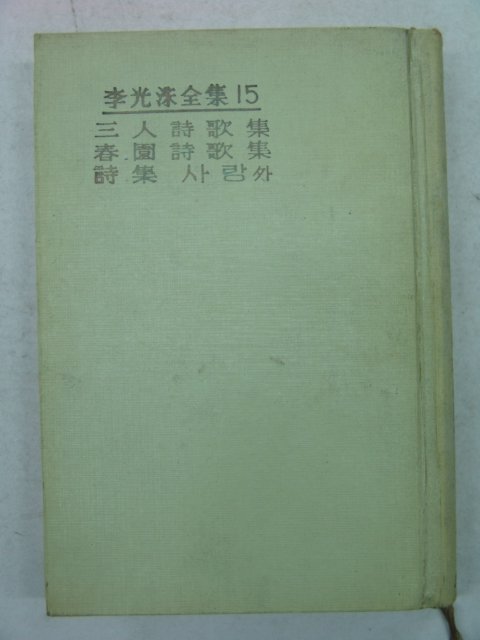 李光洙全集 15
三人詩歌集
春園詩歌集
詩集 사랑 外